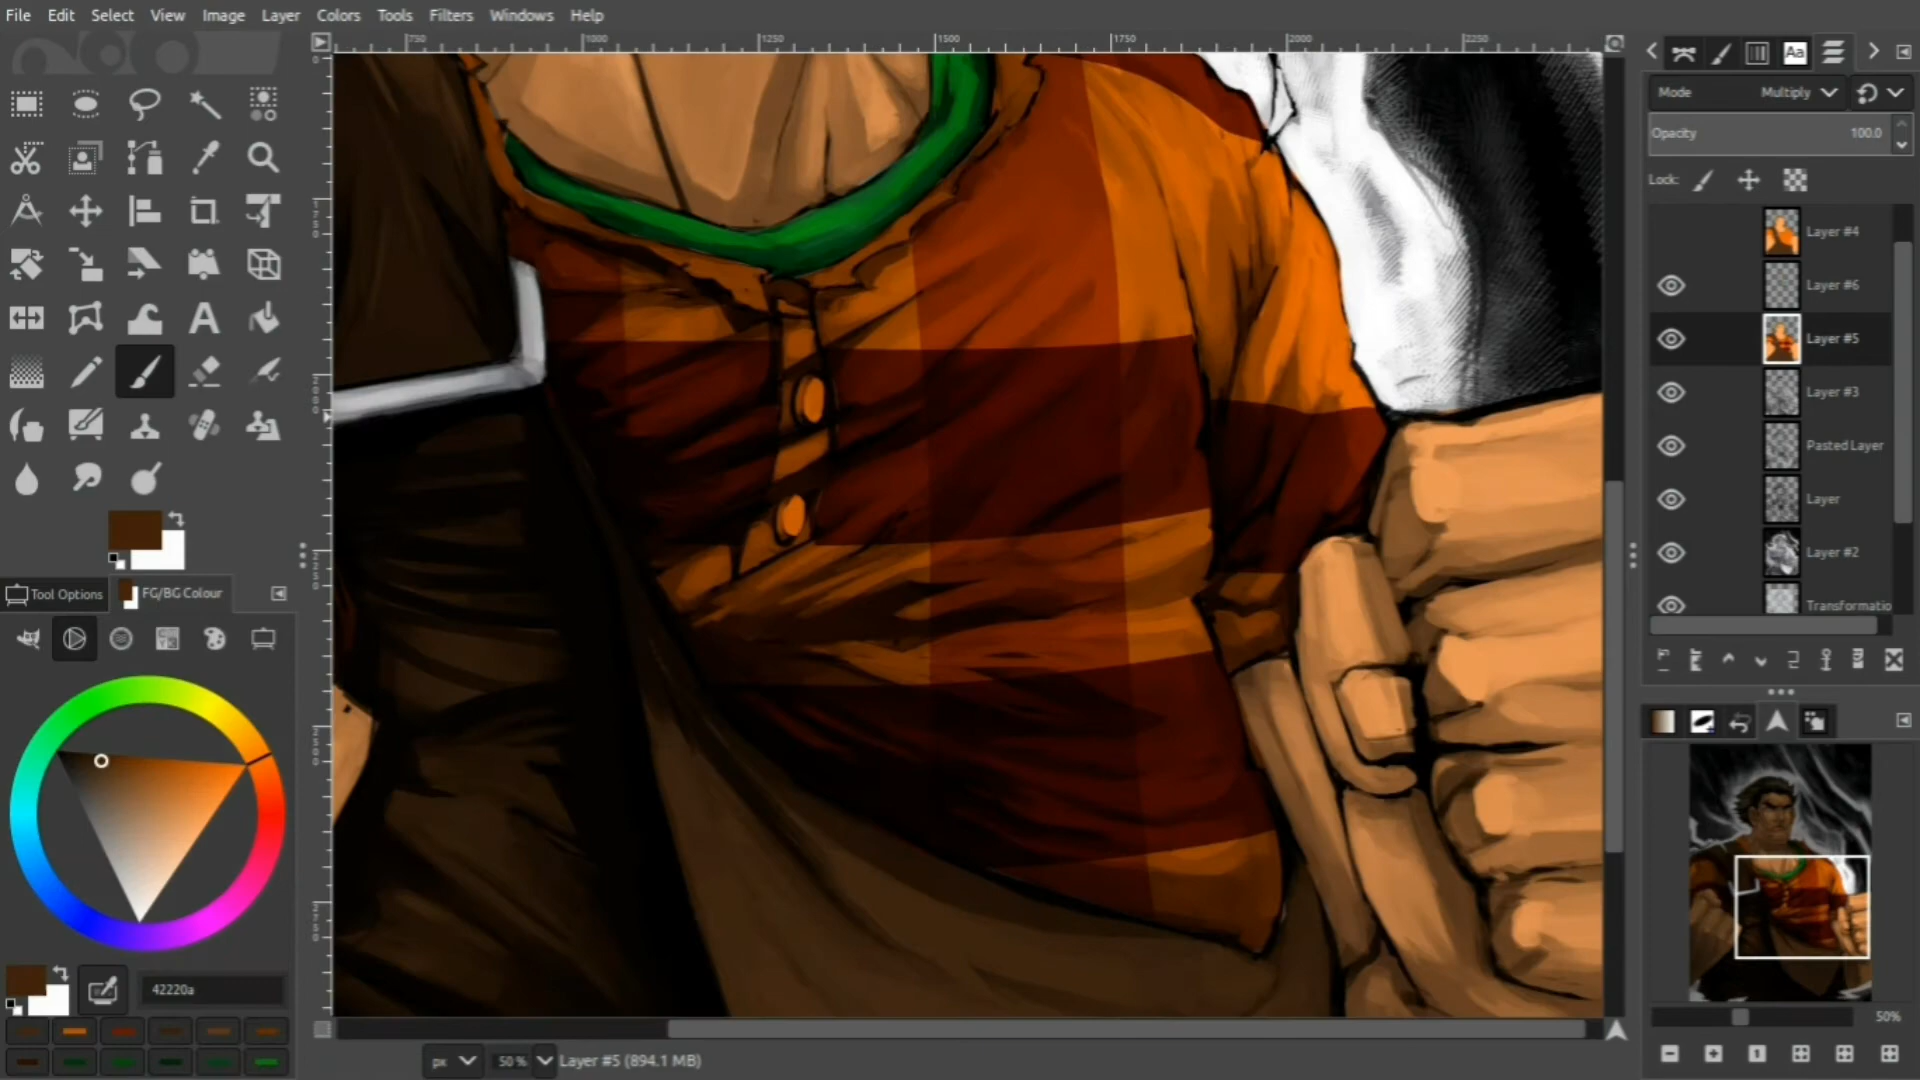 File Edit Select View Image Layer Colors Tools Filters Windows Help
750 1000 1250 1500 1750 2000 2250
Aa
Mode Multiply
Opacity 100.0
Lock:
Layer #4
Layer #6
Layer #5
Layer #3
Pasted Layer
Layer
Layer #2
Transformatio
Tool Options FG/BG Colour
42220a
50%
px 50 % Layer #5 (894.1 MB)